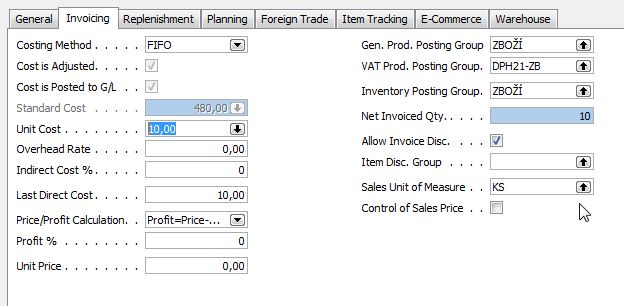 General Invoicing Replenishment Planning Foreign Trade Item Tracking E-Commerce Warehouse
Costing Method . . . . . FIFO
Cost is Adjusted. . . . .
Cost is Posted to G/L . . .
Standard Cost . . . . . 480,00
Unit Cost. . . . . . . . 10,00
Overhead Rate . . . . . 0,00
Indirect Cost % . . . . . 0
Last Direct Cost. . . . . 10,00
Price/Profit Calculation. . Profit=Price-...
Profit % . . . . . . . . 0
Unit Price . . . . . . . 0,00
Gen. Prod. Posting Group ZBOŽÍ
VAT Prod. Posting Group. DPH21-ZB
Inventory Posting Group. ZBOŽÍ
Net Invoiced Qty. . . . . 10
Allow Invoice Disc. . . . .
Item Disc. Group . . . .
Sales Unit of Measure . . KS
Control of Sales Price . .